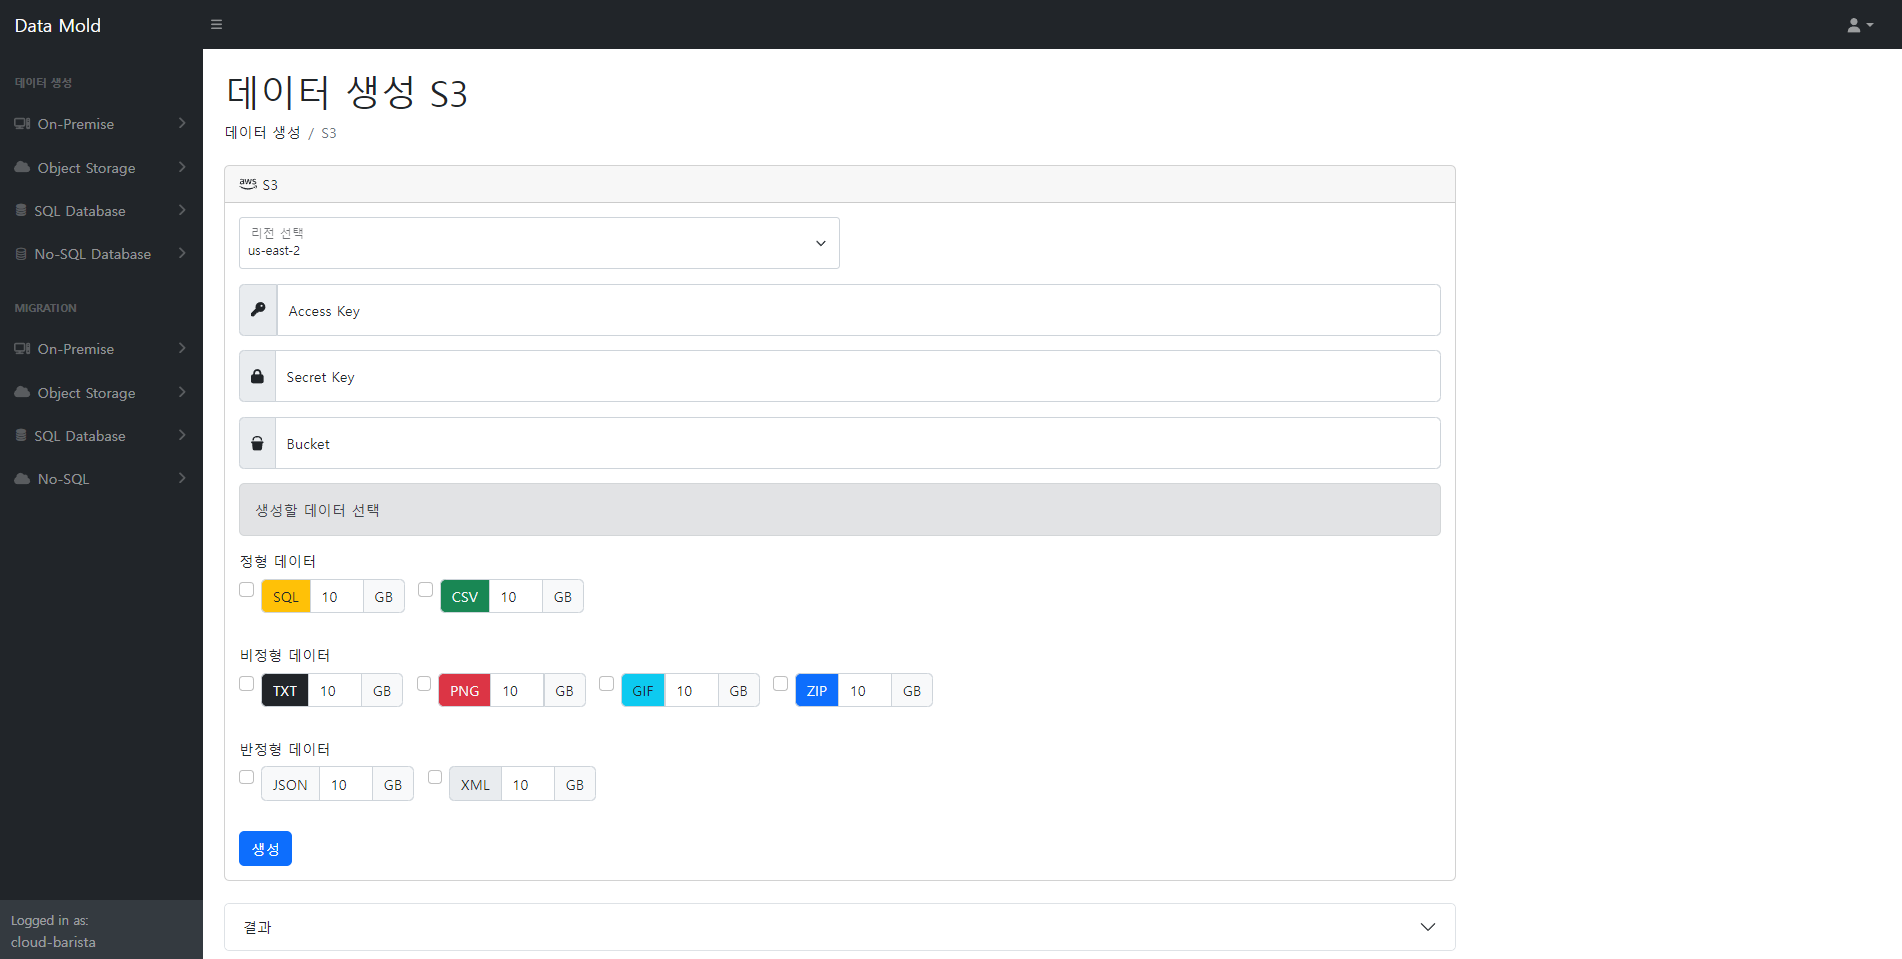 Data Mold
데이터 생성
On-Premise
Object Storage
SQL Database
No-SQL Database
MIGRATION
On-Premise
Object Storage
SQL Database
No-SQL
Logged in as:
cloud-barista
데이터 생성 S3
데이터 생성 / S3
aws S3
리전 선택
us-east-2
Access Key
Secret Key
Bucket
생성할 데이터 선택
정형 데이터
SQL 10 GB CSV 10 GB
비정형 데이터
TXT 10 GB PNG 10 GB GIF 10 GB ZIP 10 GB
반정형 데이터
JSON 10 GB XML 10 GB
생성
결과